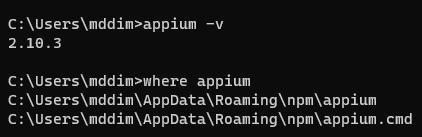 C:\Users\mddim>appium -v
2.10.3
C:\Users\mddim>where appium
C:\Users\mddim\AppData\Roaming\npm\appium
C:\Users\mddim\AppData\Roaming\npm\appium.cmd